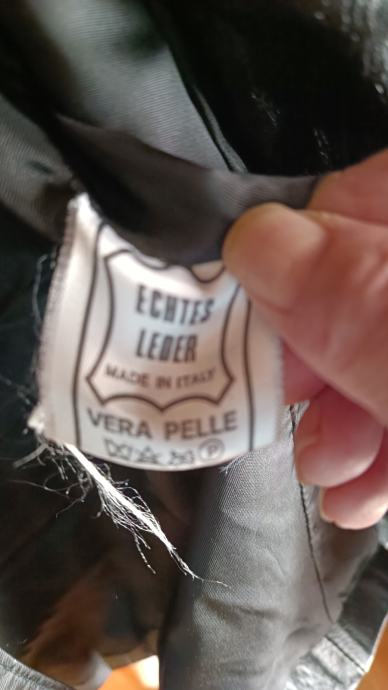 ECHTES
LEDER
MADE IN ITALY
VERA PELLE
P